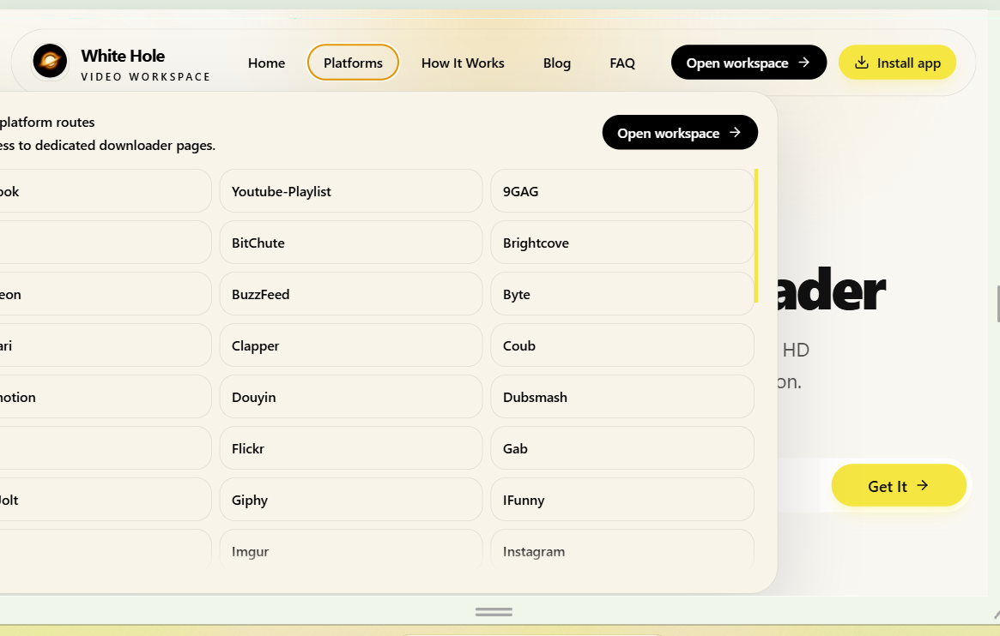 White Hole
VIDEO WORKSPACE
Home
Platforms
How It Works
Blog
FAQ
Open workspace
Install app
platform routes
ess to dedicated downloader pages.
Open workspace
ook
Youtube-Playlist
9GAG
BitChute
Brightcove
eon
BuzzFeed
Byte
ari
Clapper
Coub
notion
Douyin
Dubsmash
Flickr
Gab
Jolt
Giphy
IFunny
Imgur
Instagram
ader
HD
on.
Get It